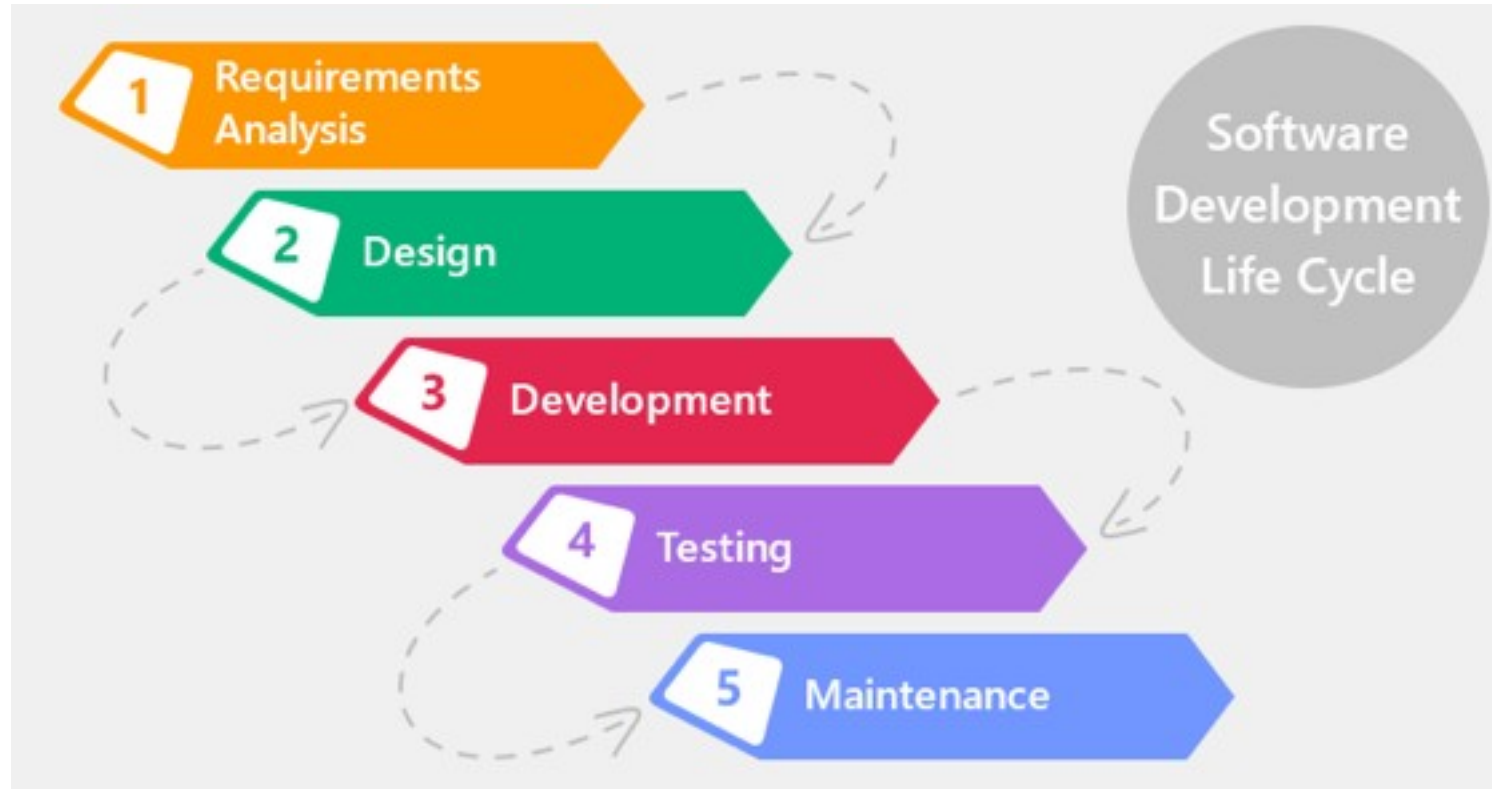 1
Requirements
Analysis
2
Design
3
Development
4
Testing
5
Maintenance
Software
Development
Life Cycle